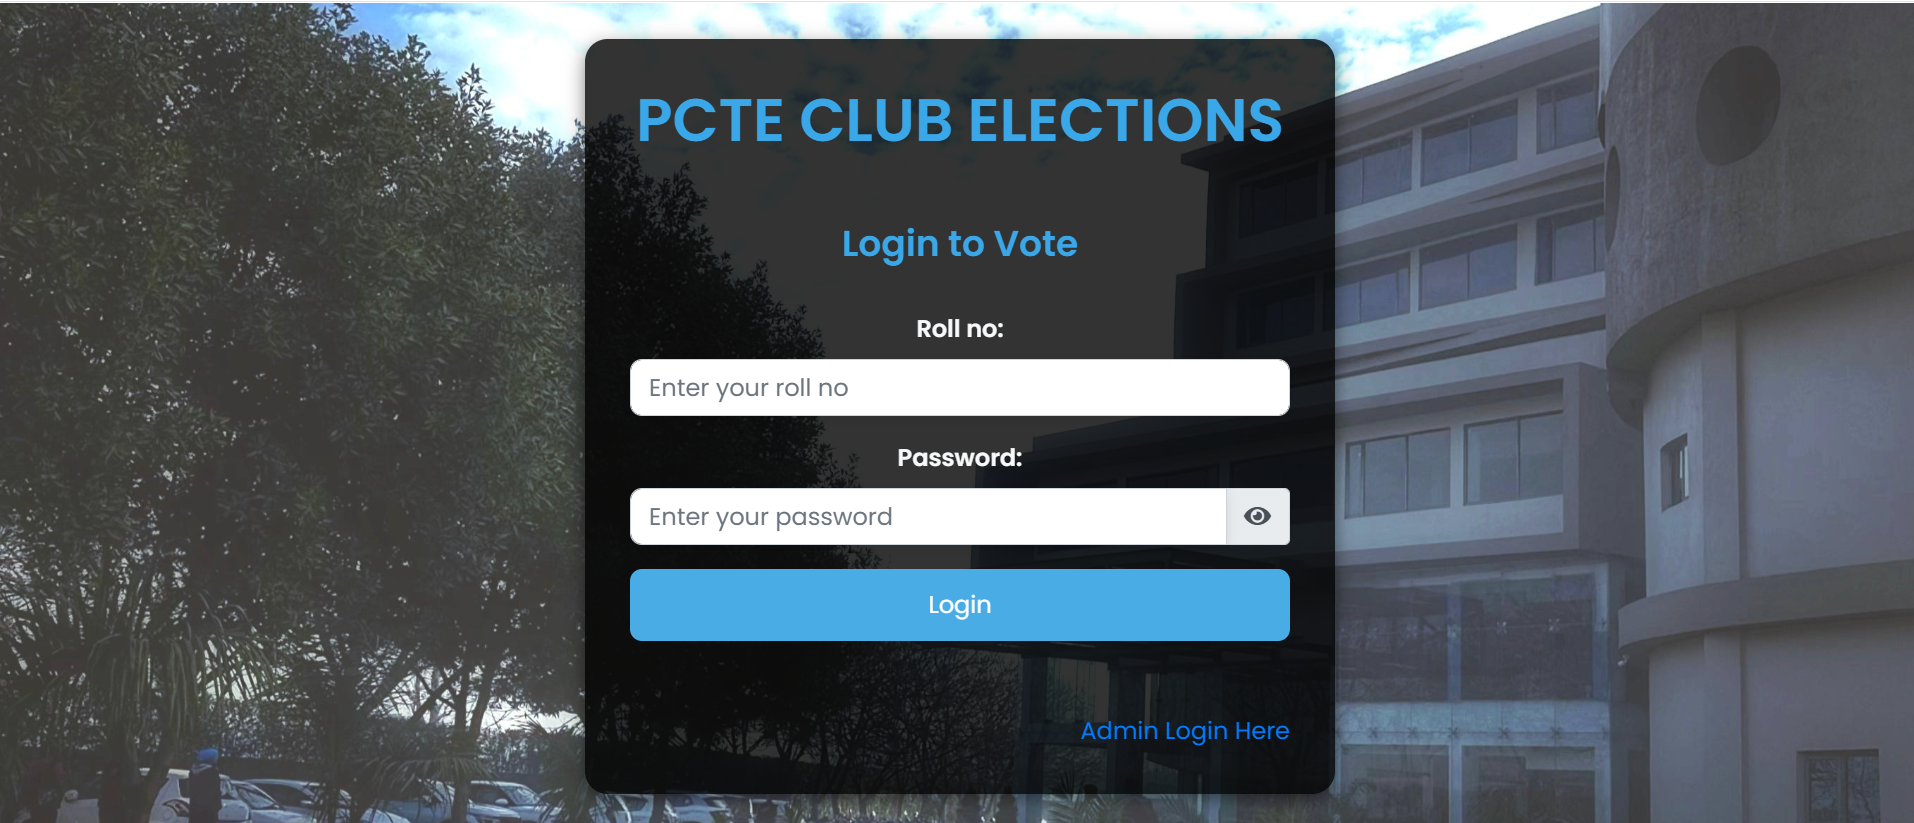 PCTE CLUB ELECTIONS
Login to Vote
Roll no:
Enter your roll no
Password:
Enter your password
Login
Admin Login Here